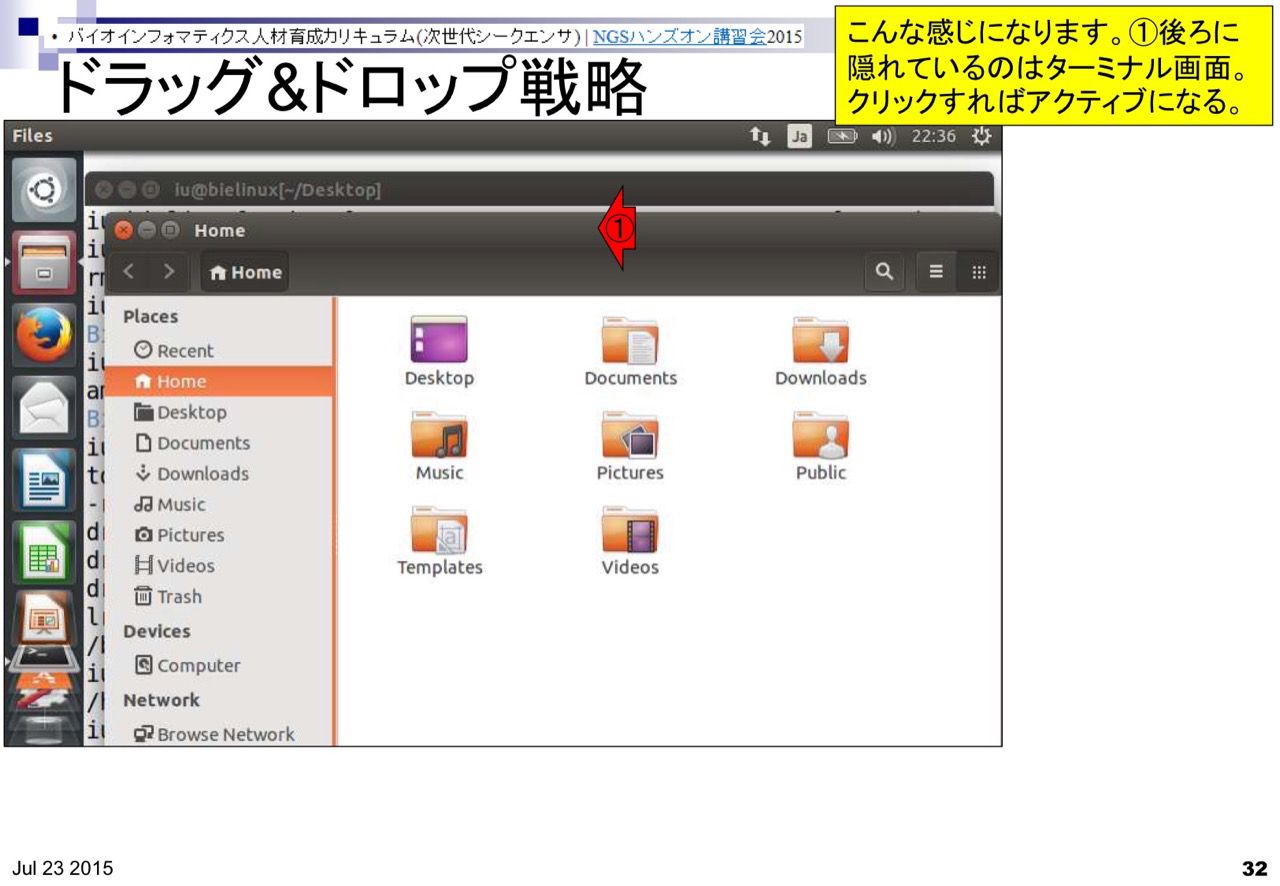 • バイオインフォマティクス人材育成カリキュラム(次世代シークエンサ) | NGSハンズオン講習会2015
こんな感じになります。①後ろに
隠れているのはターミナル画面。
クリックすればアクティブになる。
ドラッグ&ドロップ戦略
Files
Ja
22:36
iu@bielinux[~/Desktop]
①
Home
Home
Places
Recent
Home
Desktop
Documents
Downloads
Music
Pictures
Videos
Trash
Devices
Computer
Network
Browse Network
Desktop
Documents
Downloads
Music
Pictures
Public
Templates
Videos
Jul 23 2015
32